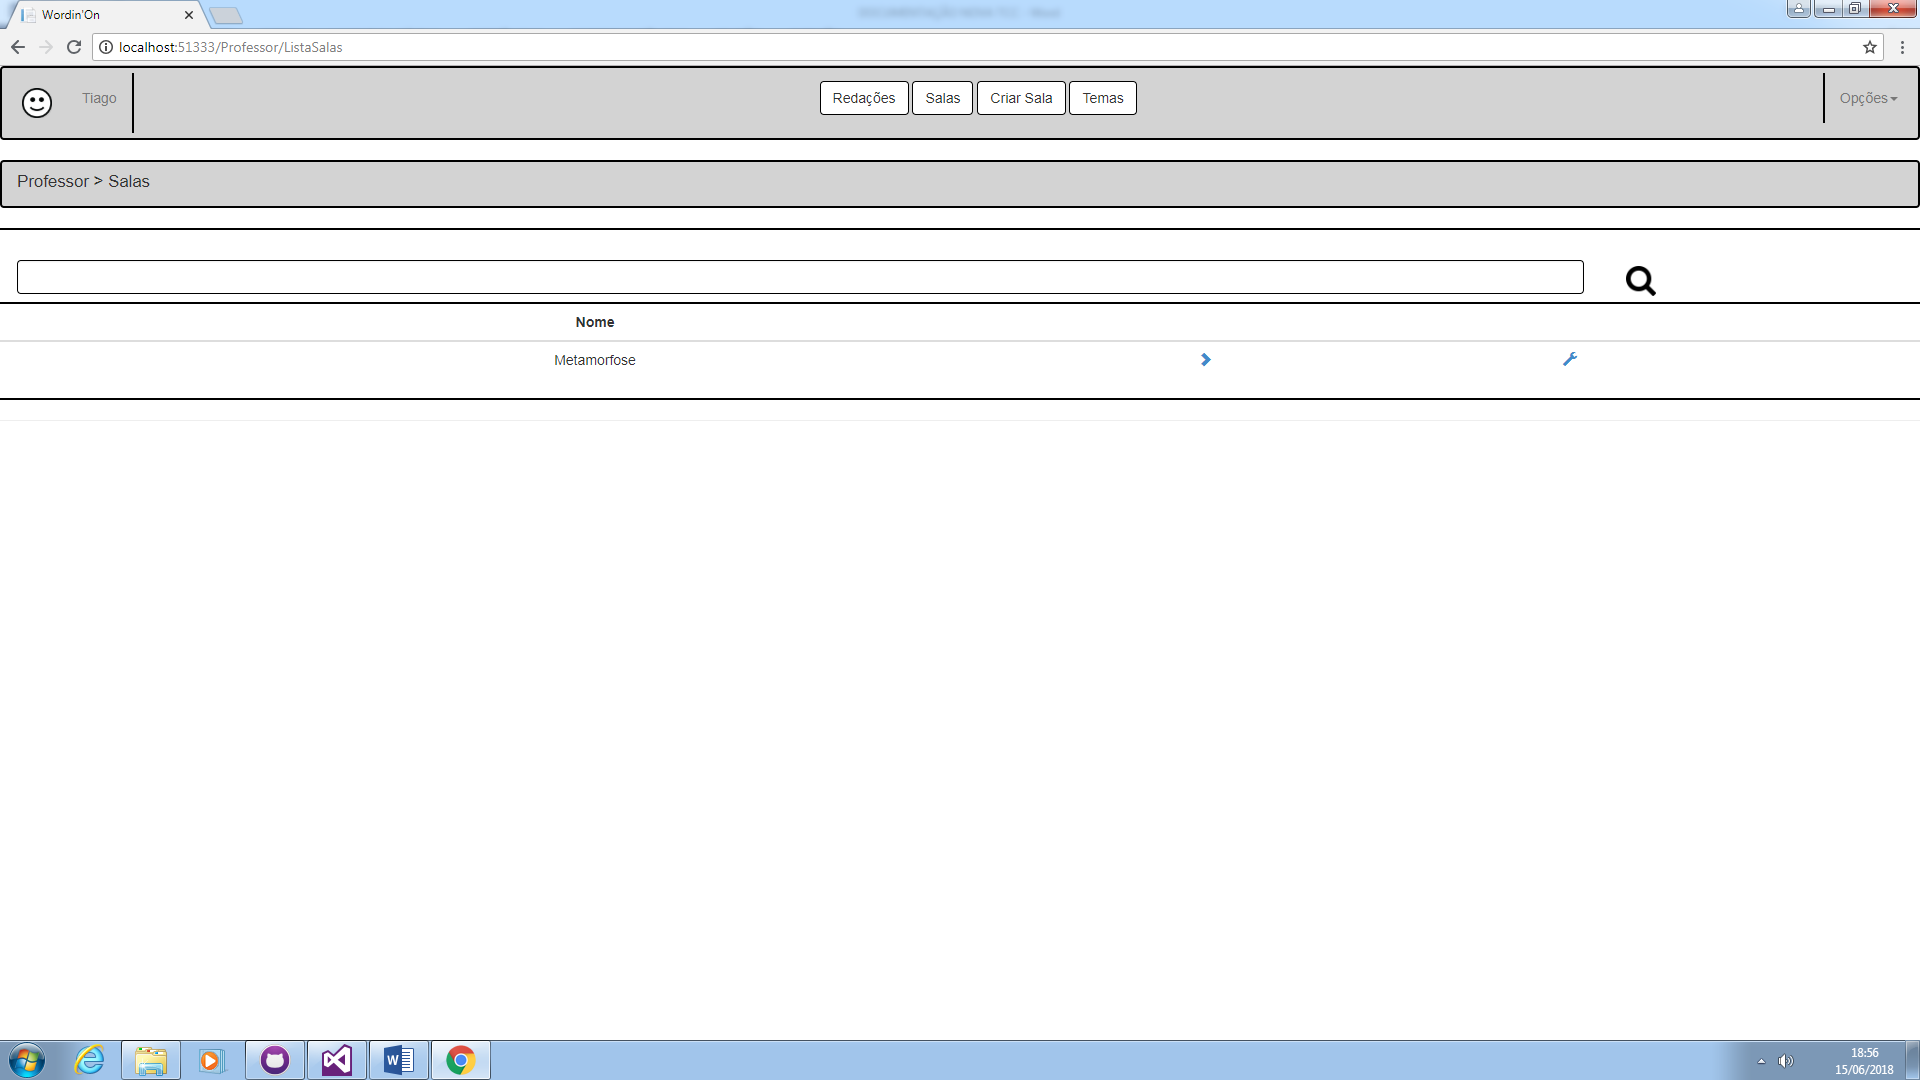 Wordin'On
localhost:51333/Professor/ListaSalas
Tiago
Redações Salas Criar Sala Temas
Opções
Professor > Salas
Nome
Metamorfose
18:56
15/06/2018